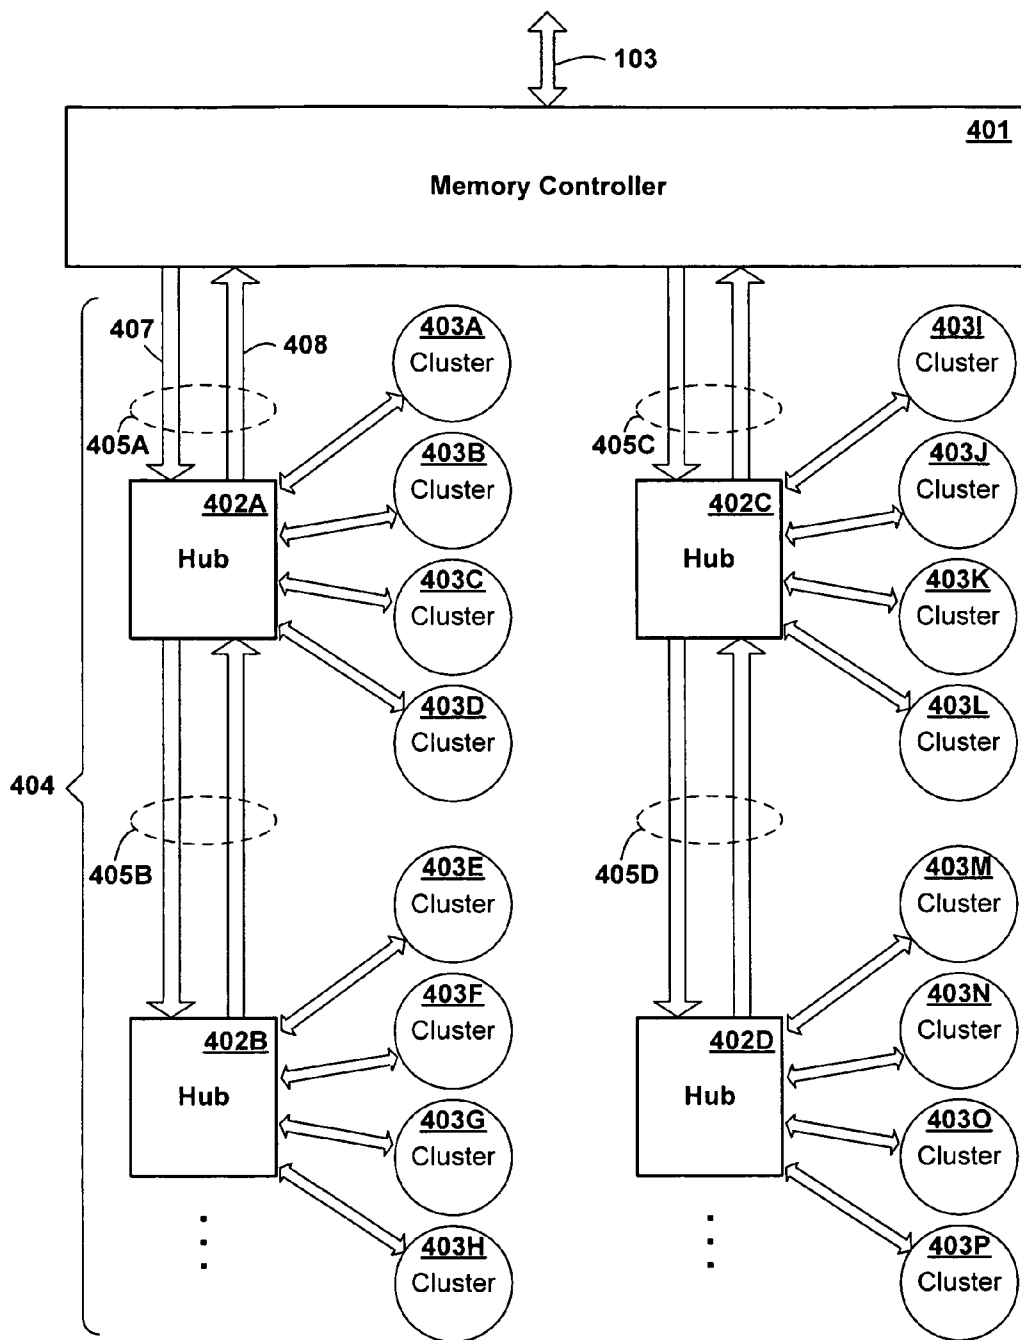 103
401
Memory Controller
407
408
405A
403A
Cluster
403B
Cluster
403C
Cluster
403D
Cluster
402A
Hub
405C
403I
Cluster
403J
Cluster
403K
Cluster
403L
Cluster
402C
Hub
404
405B
403E
Cluster
403F
Cluster
403G
Cluster
403H
Cluster
402B
Hub
405D
403M
Cluster
403N
Cluster
403O
Cluster
403P
Cluster
402D
Hub